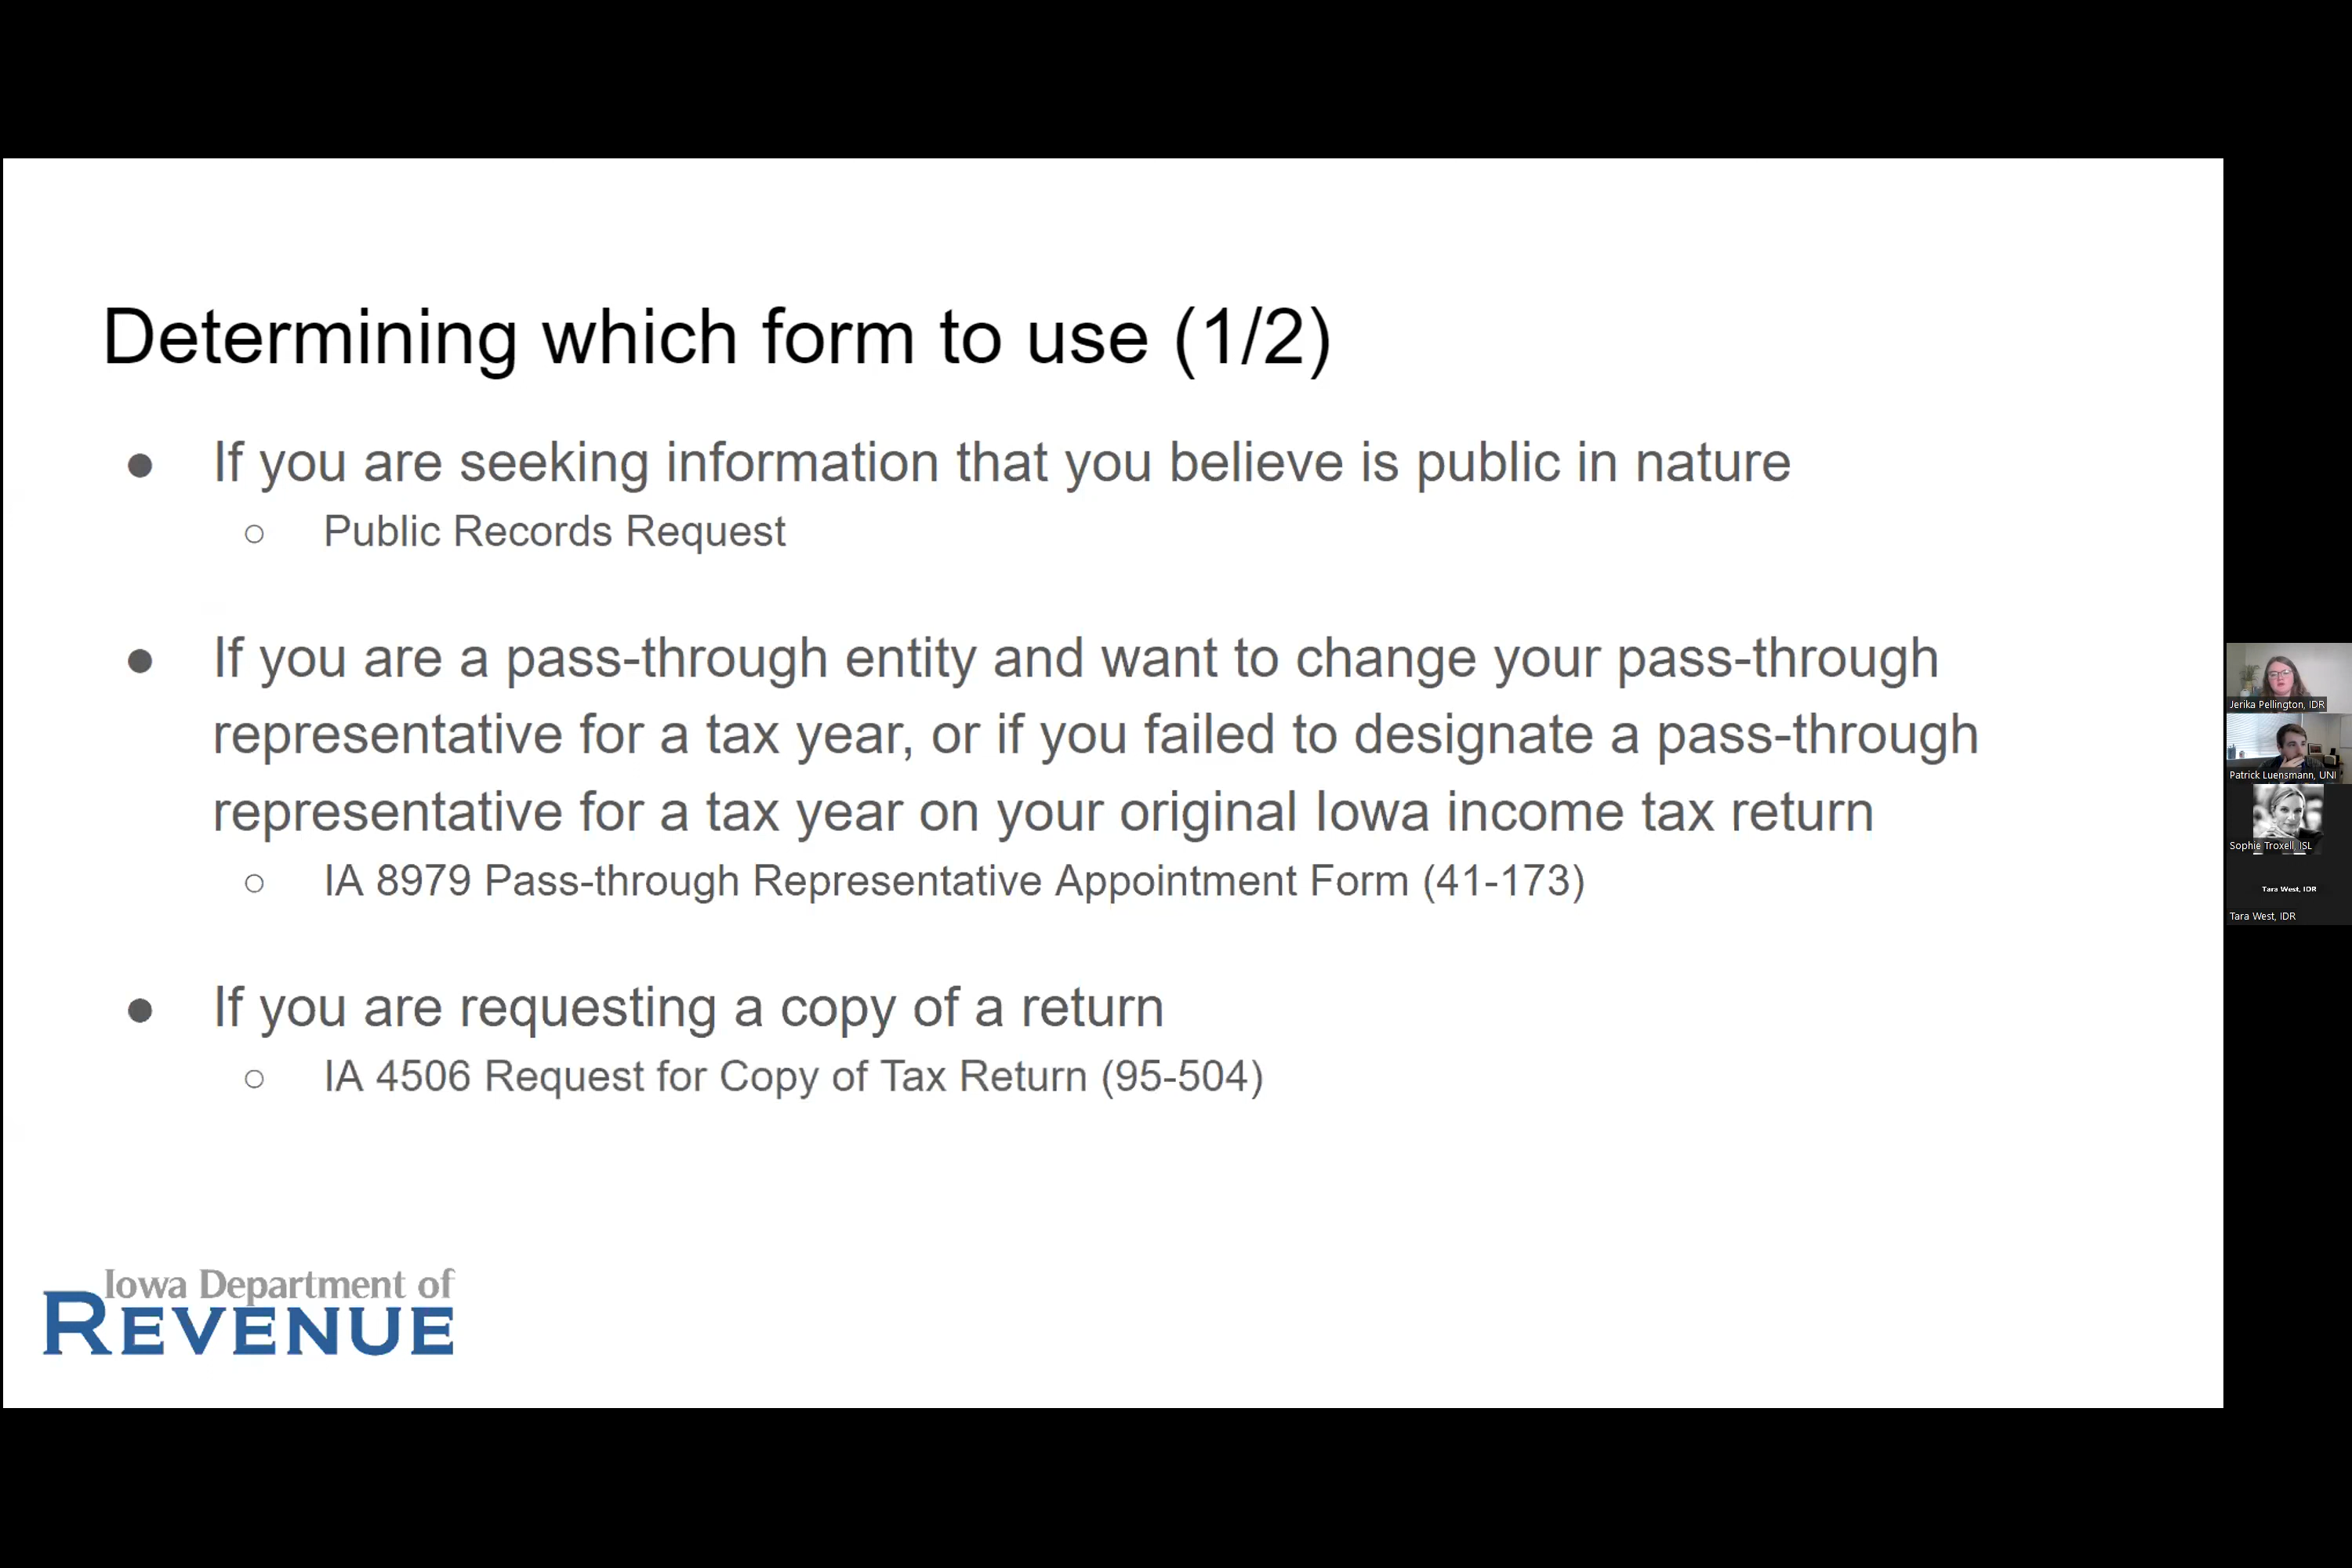 Determining which form to use (1/2)
● If you are seeking information that you believe is public in nature
○ Public Records Request
● If you are a pass-through entity and want to change your pass-through
representative for a tax year, or if you failed to designate a pass-through
representative for a tax year on your original Iowa income tax return
○ IA 8979 Pass-through Representative Appointment Form (41-173)
● If you are requesting a copy of a return
○ IA 4506 Request for Copy of Tax Return (95-504)
Iowa Department of
REVENUE
Jerika Pellington, IDR
Patrick Luensmann, UNI
Sophie Troxell, ISL
Tara West, IDR
Tara West, IDR